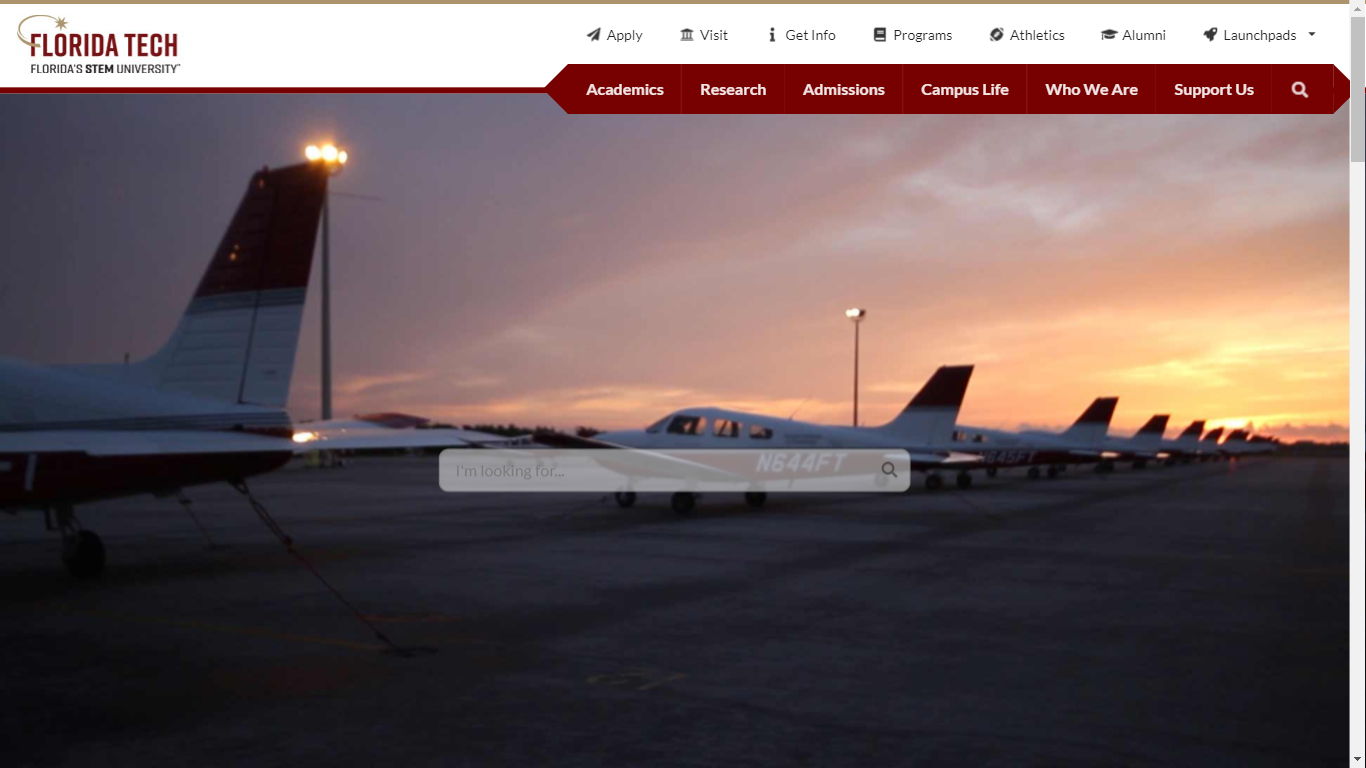 FLORIDA TECH
FLORIDA'S STEM UNIVERSITY™
Apply
Visit
Get Info
Programs
Athletics
Alumni
Launchpads
Academics
Research
Admissions
Campus Life
Who We Are
Support Us
I'm looking for...
N644FT
N645FT